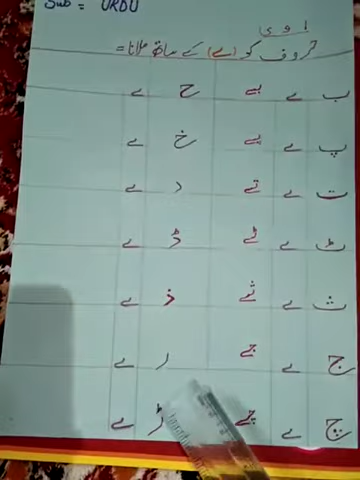 Sub = URDU
ا و ی
حروف کو (ے) کے ساتھ ملانا =
ب ے بے ح ے
پ ے پے خ ے
ت ے تے د ے
ٹ ے ٹے ڈ ے
ث ے ثے ذ ے
ج ے جے ر ے
چ ے چے ڑ ے